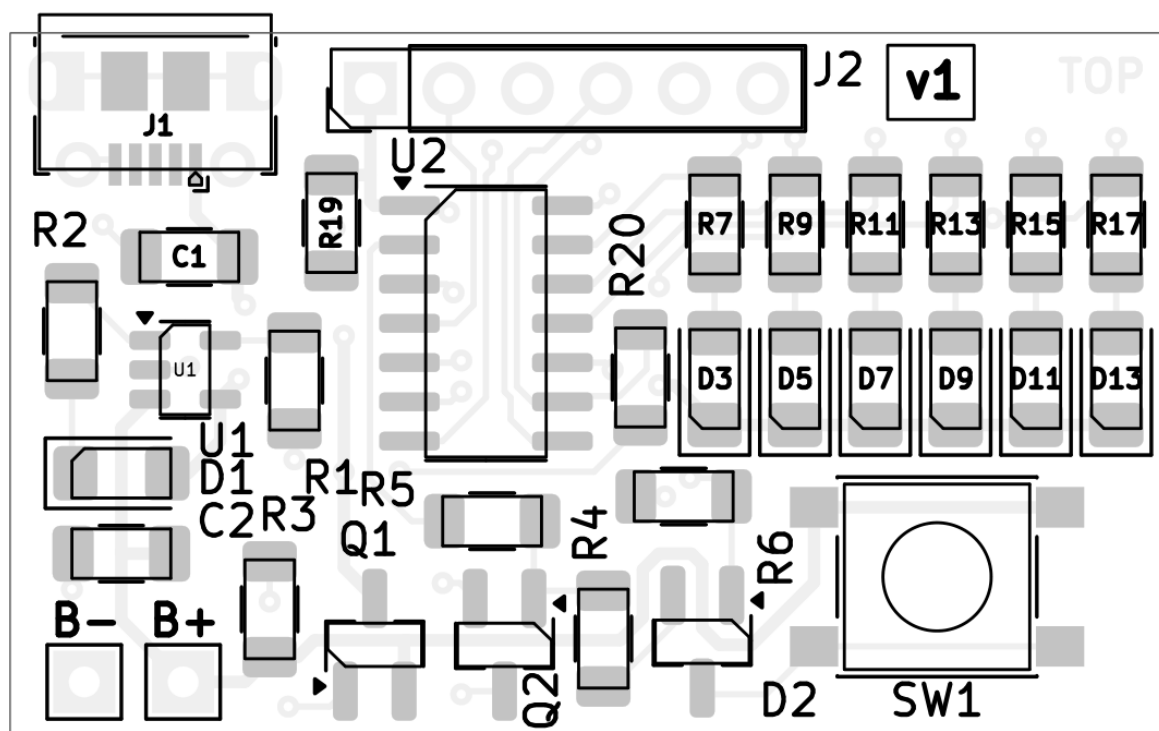 J2
v1
TOP
J1
U2
R2
C1
R19
R20
R7
R9
R11
R13
R15
R17
U1
D3
D5
D7
D9
D11
D13
U1
D1
C2
R3
R1
R5
Q1
R4
R6
B-
B+
Q2
D2
SW1